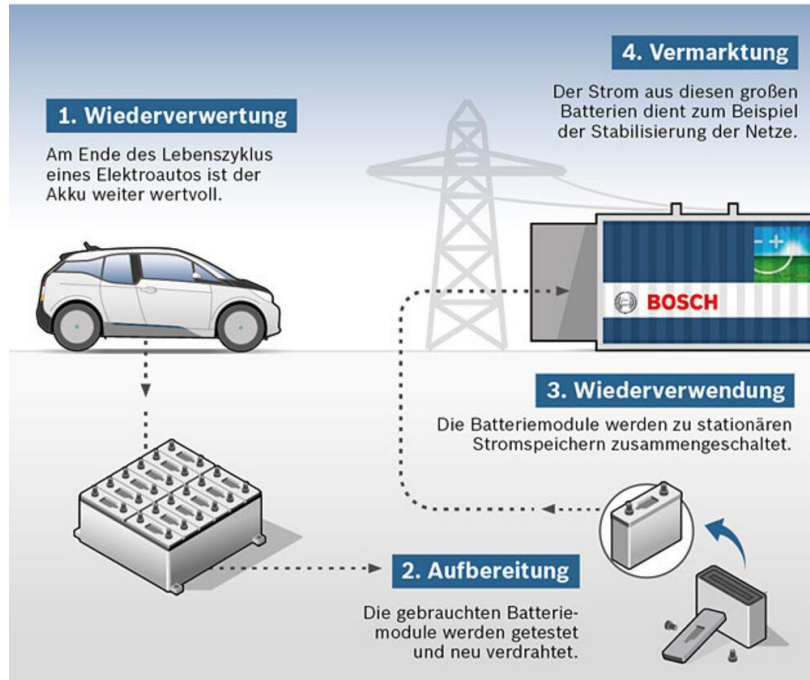 1. Wiederverwertung
Am Ende des Lebenszyklus
eines Elektroautos ist der
Akku weiter wertvoll.
2. Aufbereitung
Die gebrauchten Batterie-
module werden getestet
und neu verdrahtet.
3. Wiederverwendung
Die Batteriemodule werden zu stationären
Stromspeichern zusammengeschaltet.
4. Vermarktung
Der Strom aus diesen großen
Batterien dient zum Beispiel
der Stabilisierung der Netze.
- +
BOSCH